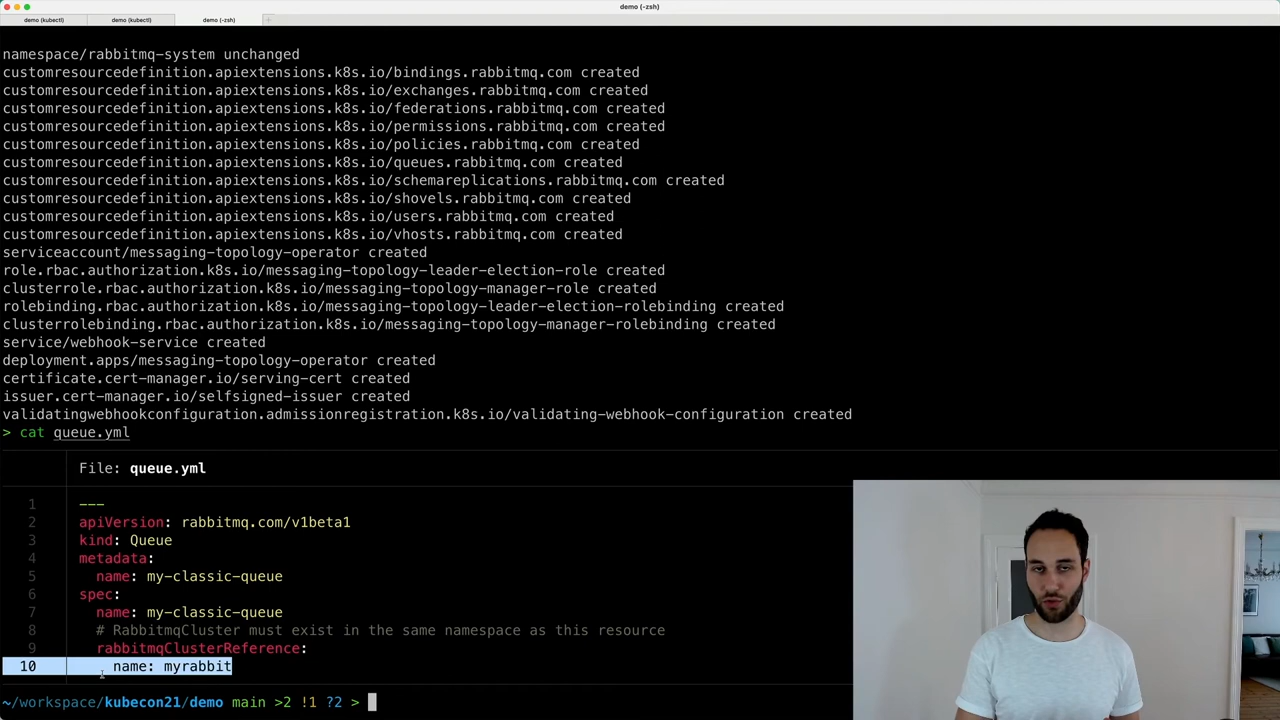 demo (-zsh)
demo (kubectl)
demo (kubectl)
demo (-zsh)
+
namespace/rabbitmq-system unchanged
customresourcedefinition.apiextensions.k8s.io/bindings.rabbitmq.com created
customresourcedefinition.apiextensions.k8s.io/exchanges.rabbitmq.com created
customresourcedefinition.apiextensions.k8s.io/federations.rabbitmq.com created
customresourcedefinition.apiextensions.k8s.io/permissions.rabbitmq.com created
customresourcedefinition.apiextensions.k8s.io/policies.rabbitmq.com created
customresourcedefinition.apiextensions.k8s.io/queues.rabbitmq.com created
customresourcedefinition.apiextensions.k8s.io/schemareplications.rabbitmq.com created
customresourcedefinition.apiextensions.k8s.io/shovels.rabbitmq.com created
customresourcedefinition.apiextensions.k8s.io/users.rabbitmq.com created
customresourcedefinition.apiextensions.k8s.io/vhosts.rabbitmq.com created
serviceaccount/messaging-topology-operator created
role.rbac.authorization.k8s.io/messaging-topology-leader-election-role created
clusterrole.rbac.authorization.k8s.io/messaging-topology-manager-role created
rolebinding.rbac.authorization.k8s.io/messaging-topology-leader-election-rolebinding created
clusterrolebinding.rbac.authorization.k8s.io/messaging-topology-manager-rolebinding created
service/webhook-service created
deployment.apps/messaging-topology-operator created
certificate.cert-manager.io/serving-cert created
issuer.cert-manager.io/selfsigned-issuer created
validatingwebhookconfiguration.admissionregistration.k8s.io/validating-webhook-configuration created
> cat queue.yml
File: queue.yml
1 ---
2 apiVersion: rabbitmq.com/v1beta1
3 kind: Queue
4 metadata:
5 name: my-classic-queue
6 spec:
7 name: my-classic-queue
8 # RabbitmqCluster must exist in the same namespace as this resource
9 rabbitmqClusterReference:
10 name: myrabbit
~/workspace/kubecon21/demo main >2 !1 ?2 >